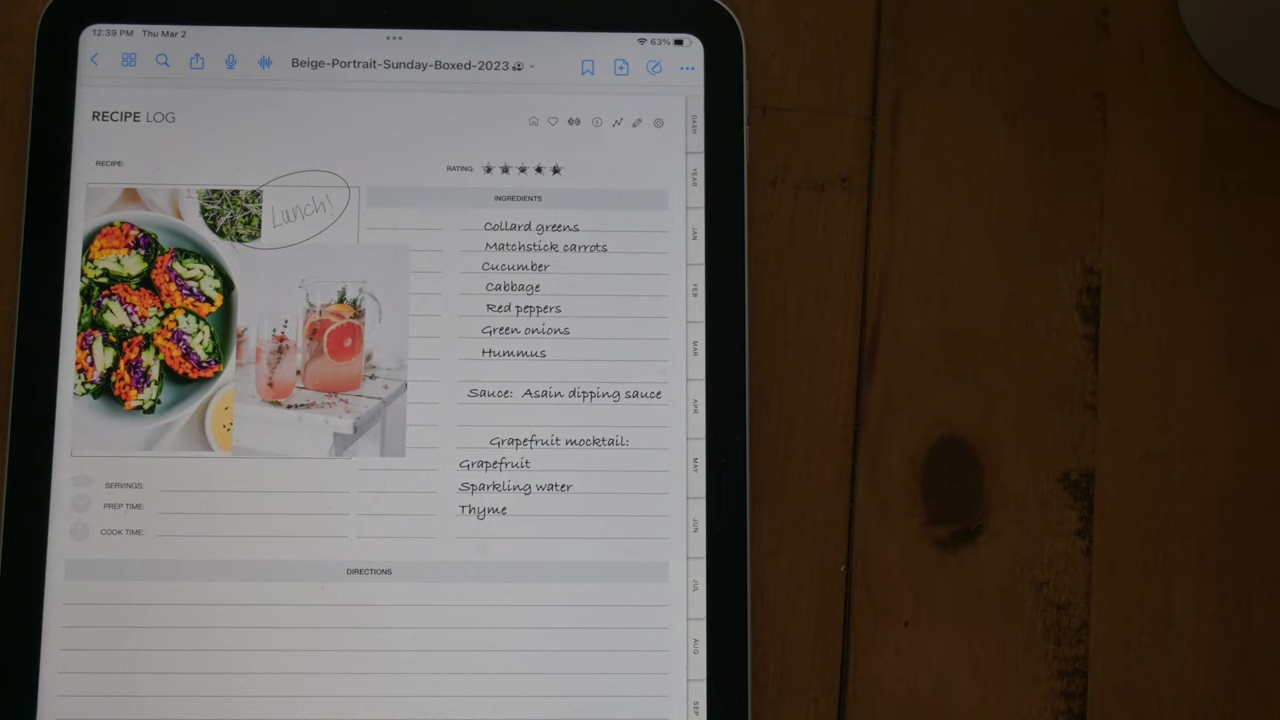 12:39 PM Thu Mar 2
63%
Beige-Portrait-Sunday-Boxed-2023
RECIPE LOG
DASH
YEAR
JAN
FEB
MAR
APR
MAY
JUN
JUL
AUG
SEP
RECIPE:
Lunch!
RATING:
INGREDIENTS
Collard greens
Matchstick carrots
Cucumber
Cabbage
Red peppers
Green onions
Hummus
Sauce: Asain dipping sauce
Grapefruit mocktail:
Grapefruit
Sparkling water
Thyme
SERVINGS:
PREP TIME:
COOK TIME:
DIRECTIONS